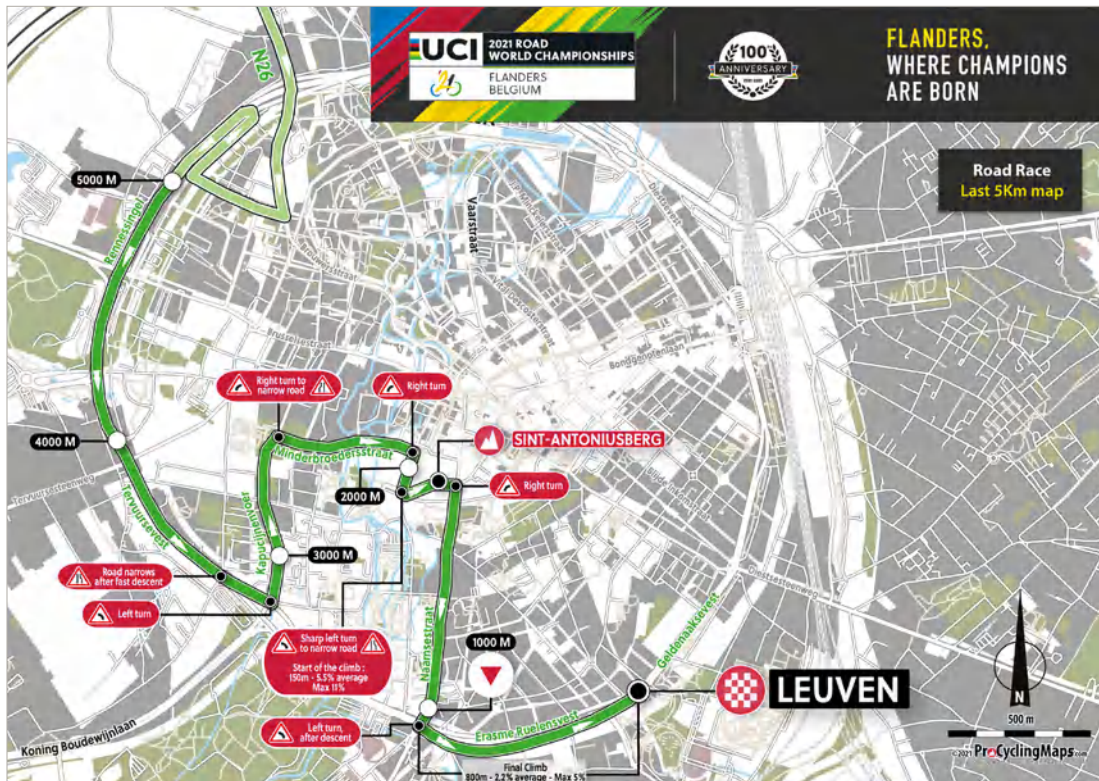 UCI
2021 ROAD
WORLD CHAMPIONSHIPS
FLANDERS
BELGIUM
100TH
ANNIVERSARY
FLANDERS,
WHERE CHAMPIONS
ARE BORN
Road Race
Last 5Km map
N26
5000 M
Rennessingel
Vaarstraat
Brusselsestraat
Bondgenotenlaan
Right turn to
narrow road
Right turn
4000 M
Minderbroedersstraat
SINT-ANTONIUSBERG
2000 M
Right turn
Tervuursesteenweg
Tervuursevest
Kapucijnenvoer
3000 M
Diestsesteenweg
Road narrows
after fast descent
Left turn
Sharp left turn
to narrow road
Start of the climb :
150m - 5.5% average
Max 11%
Naamsestraat
1000 M
Geldenaaksevest
LEUVEN
Left turn,
after descent
Erasme Ruelensvest
Koning Boudewijnlaan
Final Climb
800m - 2.2% average - Max 5%
N
500 m
©2021 ProCyclingMaps.com